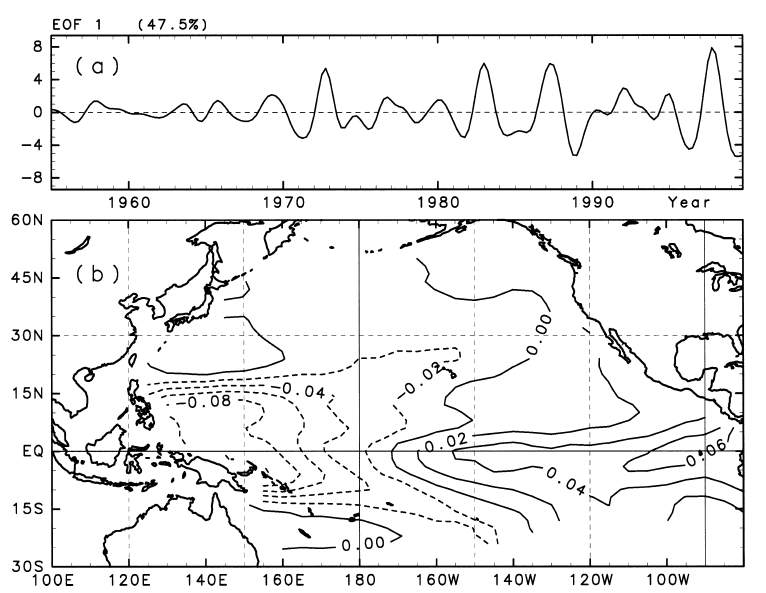 EOF 1 (47.5%)
8
(a)
4
0
-4
-8
1960 1970 1980 1990 Year
60N
(b)
45N
0.00
30N
-0.02
-0.04
15N
-0.08
0.02
EQ
0.06
0.04
15S
0.00
30S
100E 120E 140E 160E 180 160W 140W 120W 100W